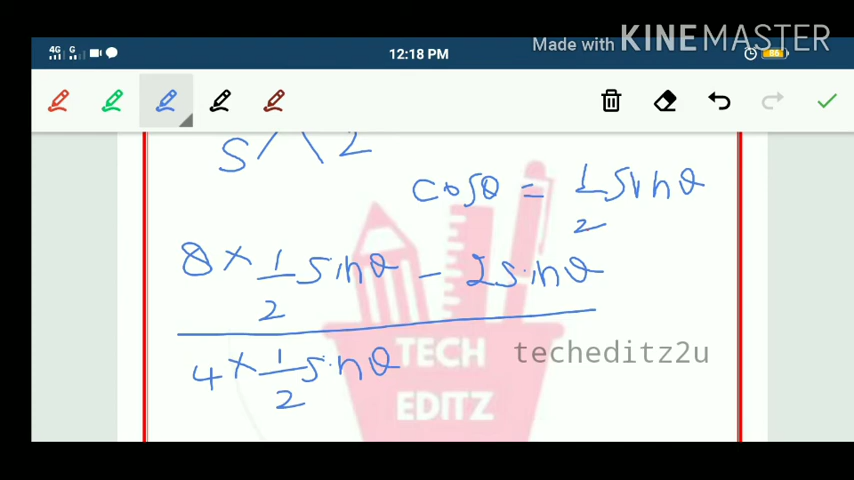 Made with KINEMASTER
4G G 12:18 PM 86
S 2
cosθ = 1/2 sinθ
8 × 1/2 sinθ - 2sinθ
4 × 1/2 sinθ
TECH
EDITZ
techeditz2u